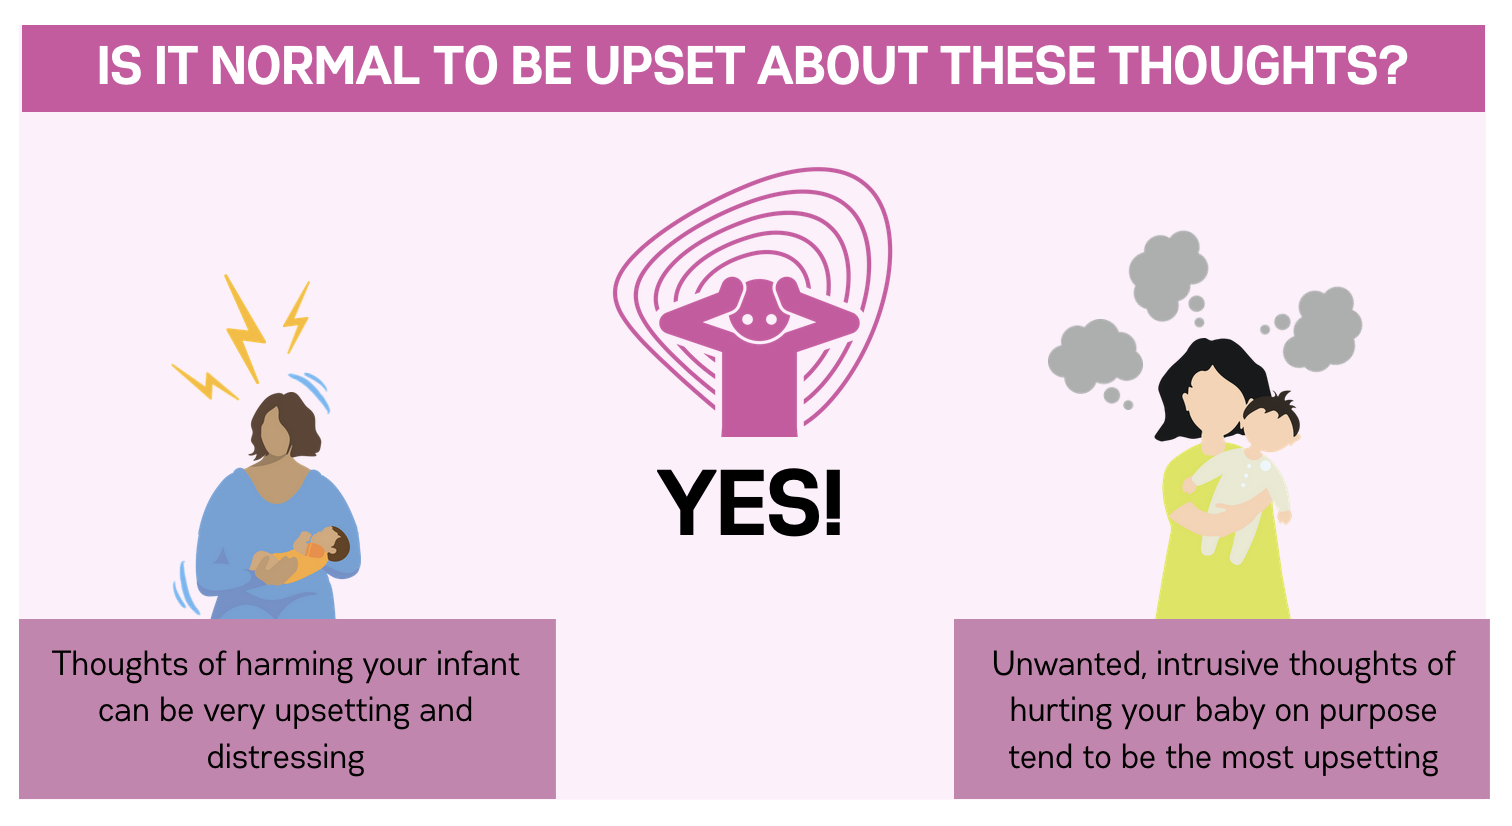 IS IT NORMAL TO BE UPSET ABOUT THESE THOUGHTS?
YES!
Thoughts of harming your infant
can be very upsetting and
distressing
Unwanted, intrusive thoughts of
hurting your baby on purpose
tend to be the most upsetting